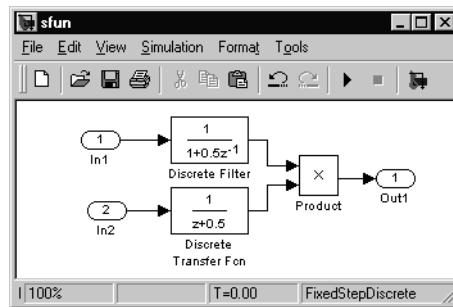 sfun
File Edit View Simulation Format Tools
1
In1
1
1+0.5z-1
Discrete Filter
2
In2
1
z+0.5
Discrete
Transfer Fcn
×
Product
1
Out1
100% T=0.00 FixedStepDiscrete